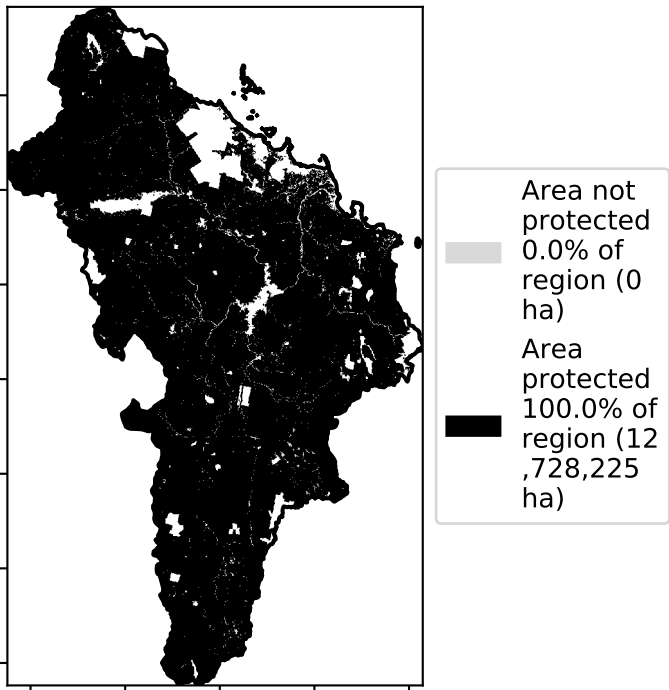 Area not
protected
0.0% of
region (0
ha)
Area
protected
100.0% of
region (12
,728,225
ha)